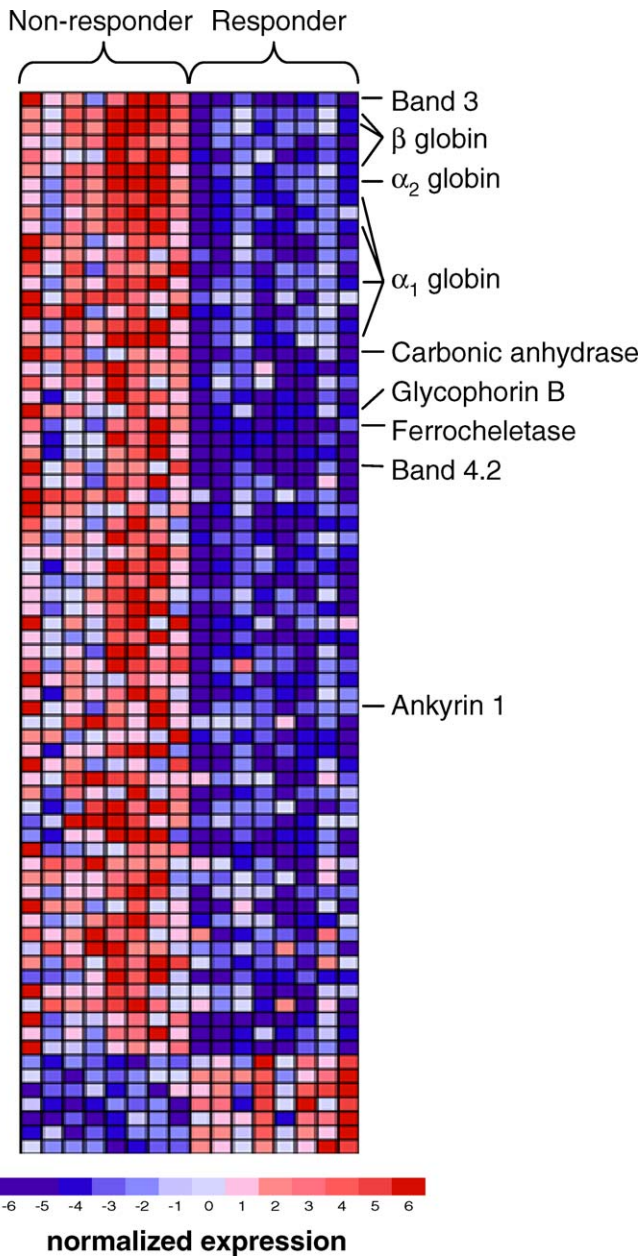 Non-responder Responder
Band 3
β globin
α2 globin
α1 globin
Carbonic anhydrase
Glycophorin B
Ferrocheletase
Band 4.2
Ankyrin 1
-6 -5 -4 -3 -2 -1 0 1 2 3 4 5 6
normalized expression